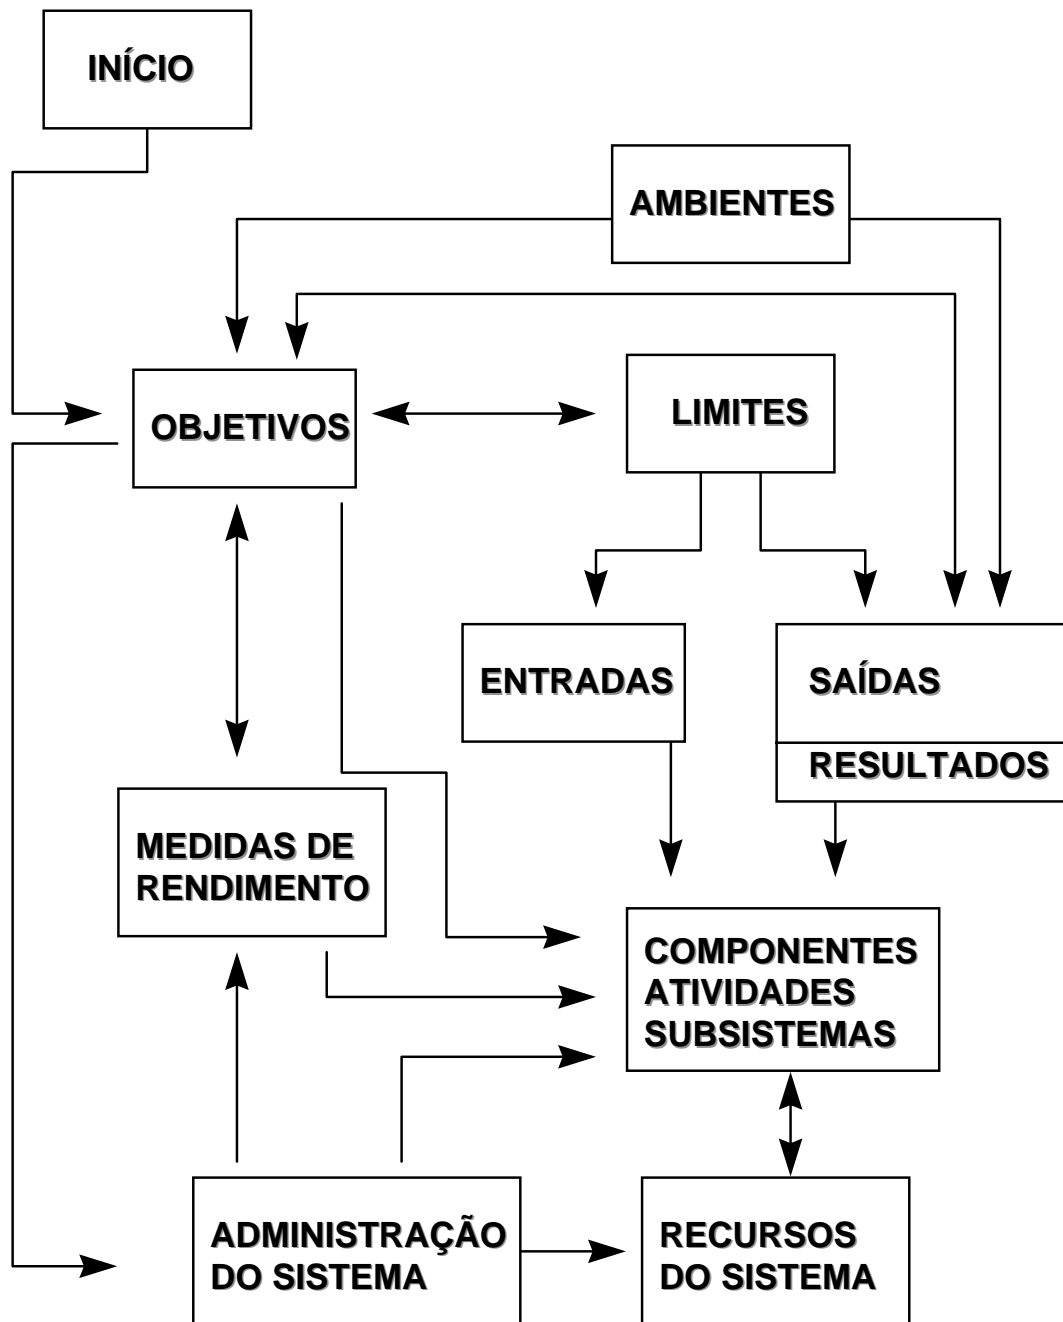 INÍCIO
AMBIENTES
OBJETIVOS
LIMITES
ENTRADAS
SAÍDAS
RESULTADOS
MEDIDAS DE
RENDIMENTO
COMPONENTES
ATIVIDADES
SUBSISTEMAS
ADMINISTRAÇÃO
DO SISTEMA
RECURSOS
DO SISTEMA